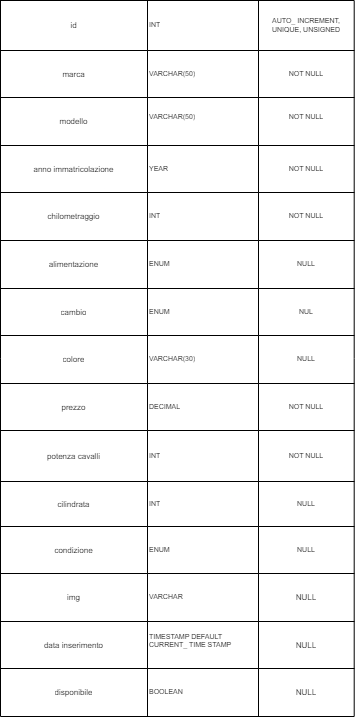 id INT AUTO_ INCREMENT,
UNIQUE, UNSIGNED
marca VARCHAR(50) NOT NULL
modello VARCHAR(50) NOT NULL
anno immatricolazione YEAR NOT NULL
chilometraggio INT NOT NULL
alimentazione ENUM NULL
cambio ENUM NUL
colore VARCHAR(30) NULL
prezzo DECIMAL NOT NULL
potenza cavalli INT NOT NULL
cilindrata INT NULL
condizione ENUM NULL
img VARCHAR NULL
data inserimento TIMESTAMP DEFAULT
CURRENT_ TIME STAMP NULL
disponibile BOOLEAN NULL